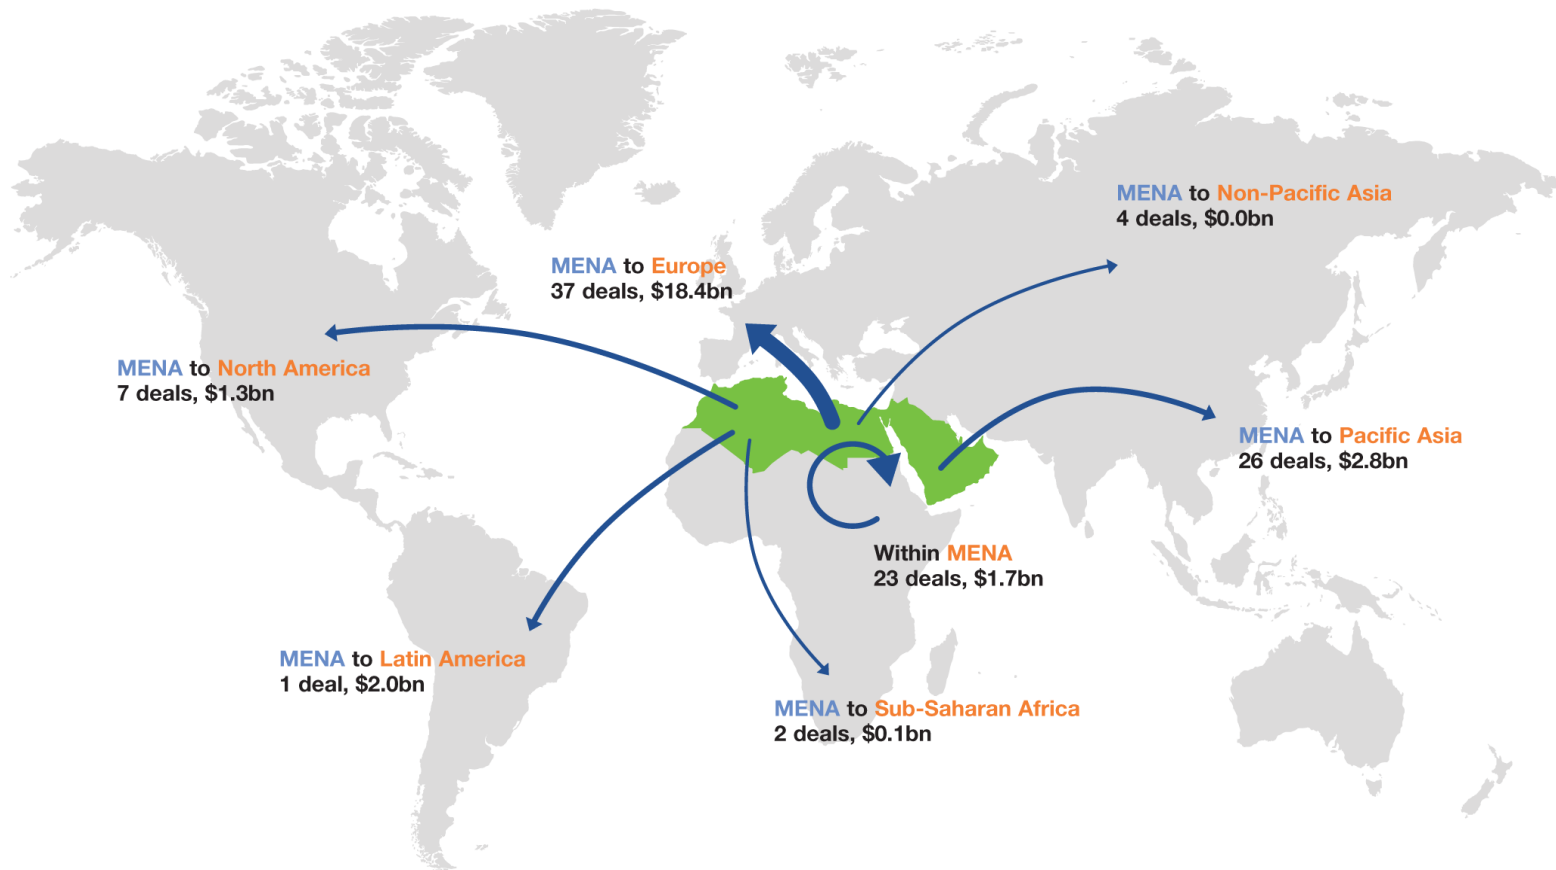 MENA to Non-Pacific Asia
4 deals, $0.0bn
MENA to Europe
37 deals, $18.4bn
MENA to North America
7 deals, $1.3bn
MENA to Pacific Asia
26 deals, $2.8bn
Within MENA
23 deals, $1.7bn
MENA to Latin America
1 deal, $2.0bn
MENA to Sub-Saharan Africa
2 deals, $0.1bn